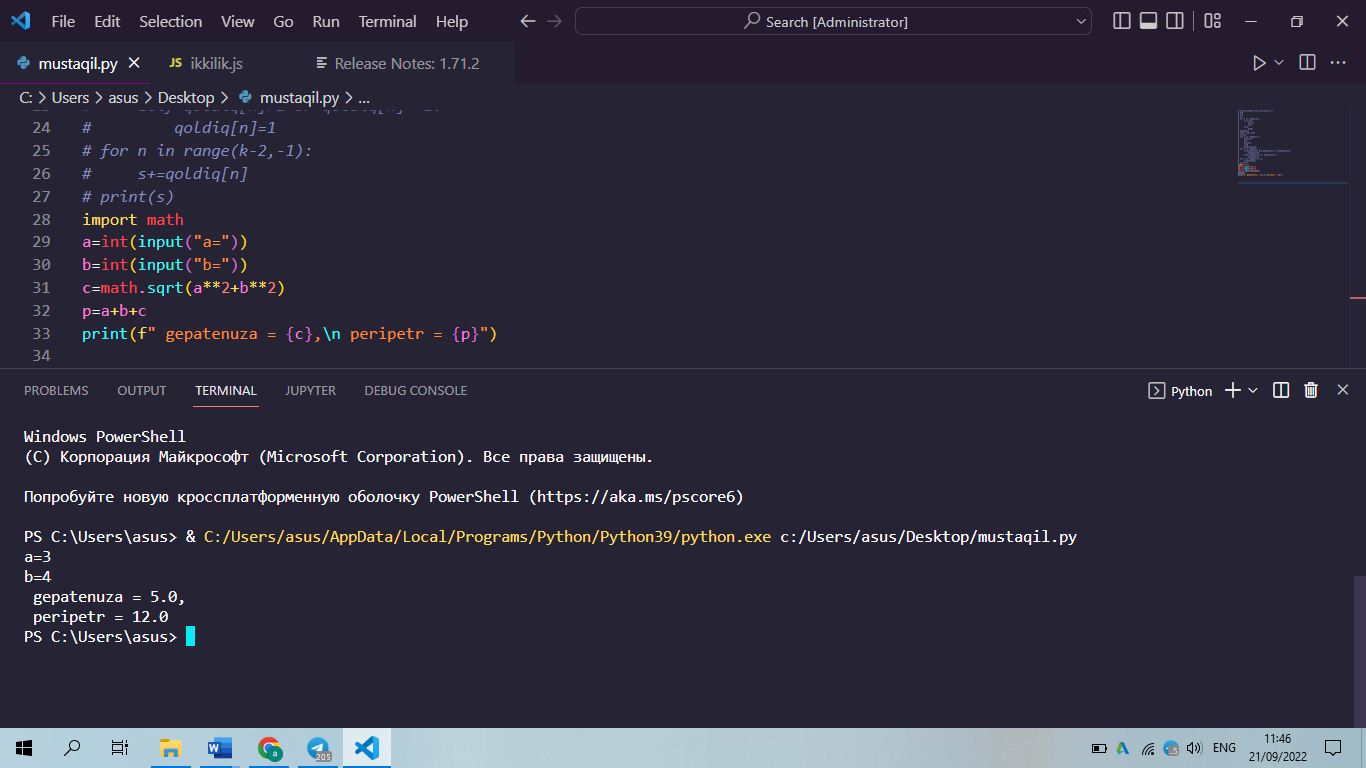 File Edit Selection View Go Run Terminal Help
Search [Administrator]
mustaqil.py
JS ikkilik.js
Release Notes: 1.71.2
C: > Users > asus > Desktop > mustaqil.py > ...
24 #         qoldiq[n]=1
25 # for n in range(k-2,-1):
26 #     s+=qoldiq[n]
27 # print(s)
28 import math
29 a=int(input("a="))
30 b=int(input("b="))
31 c=math.sqrt(a**2+b**2)
32 p=a+b+c
33 print(f" gepatenuza = {c},\n peripetr = {p}")
34
PROBLEMS OUTPUT TERMINAL JUPYTER DEBUG CONSOLE
Python
Windows PowerShell
(C) Корпорация Майкрософт (Microsoft Corporation). Все права защищены.
Попробуйте новую кроссплатформенную оболочку PowerShell (https://aka.ms/pscore6)
PS C:\Users\asus> & C:/Users/asus/AppData/Local/Programs/Python/Python39/python.exe c:/Users/asus/Desktop/mustaqil.py
a=3
b=4
 gepatenuza = 5.0,
 peripetr = 12.0
PS C:\Users\asus>
205
ENG
11:46
21/09/2022